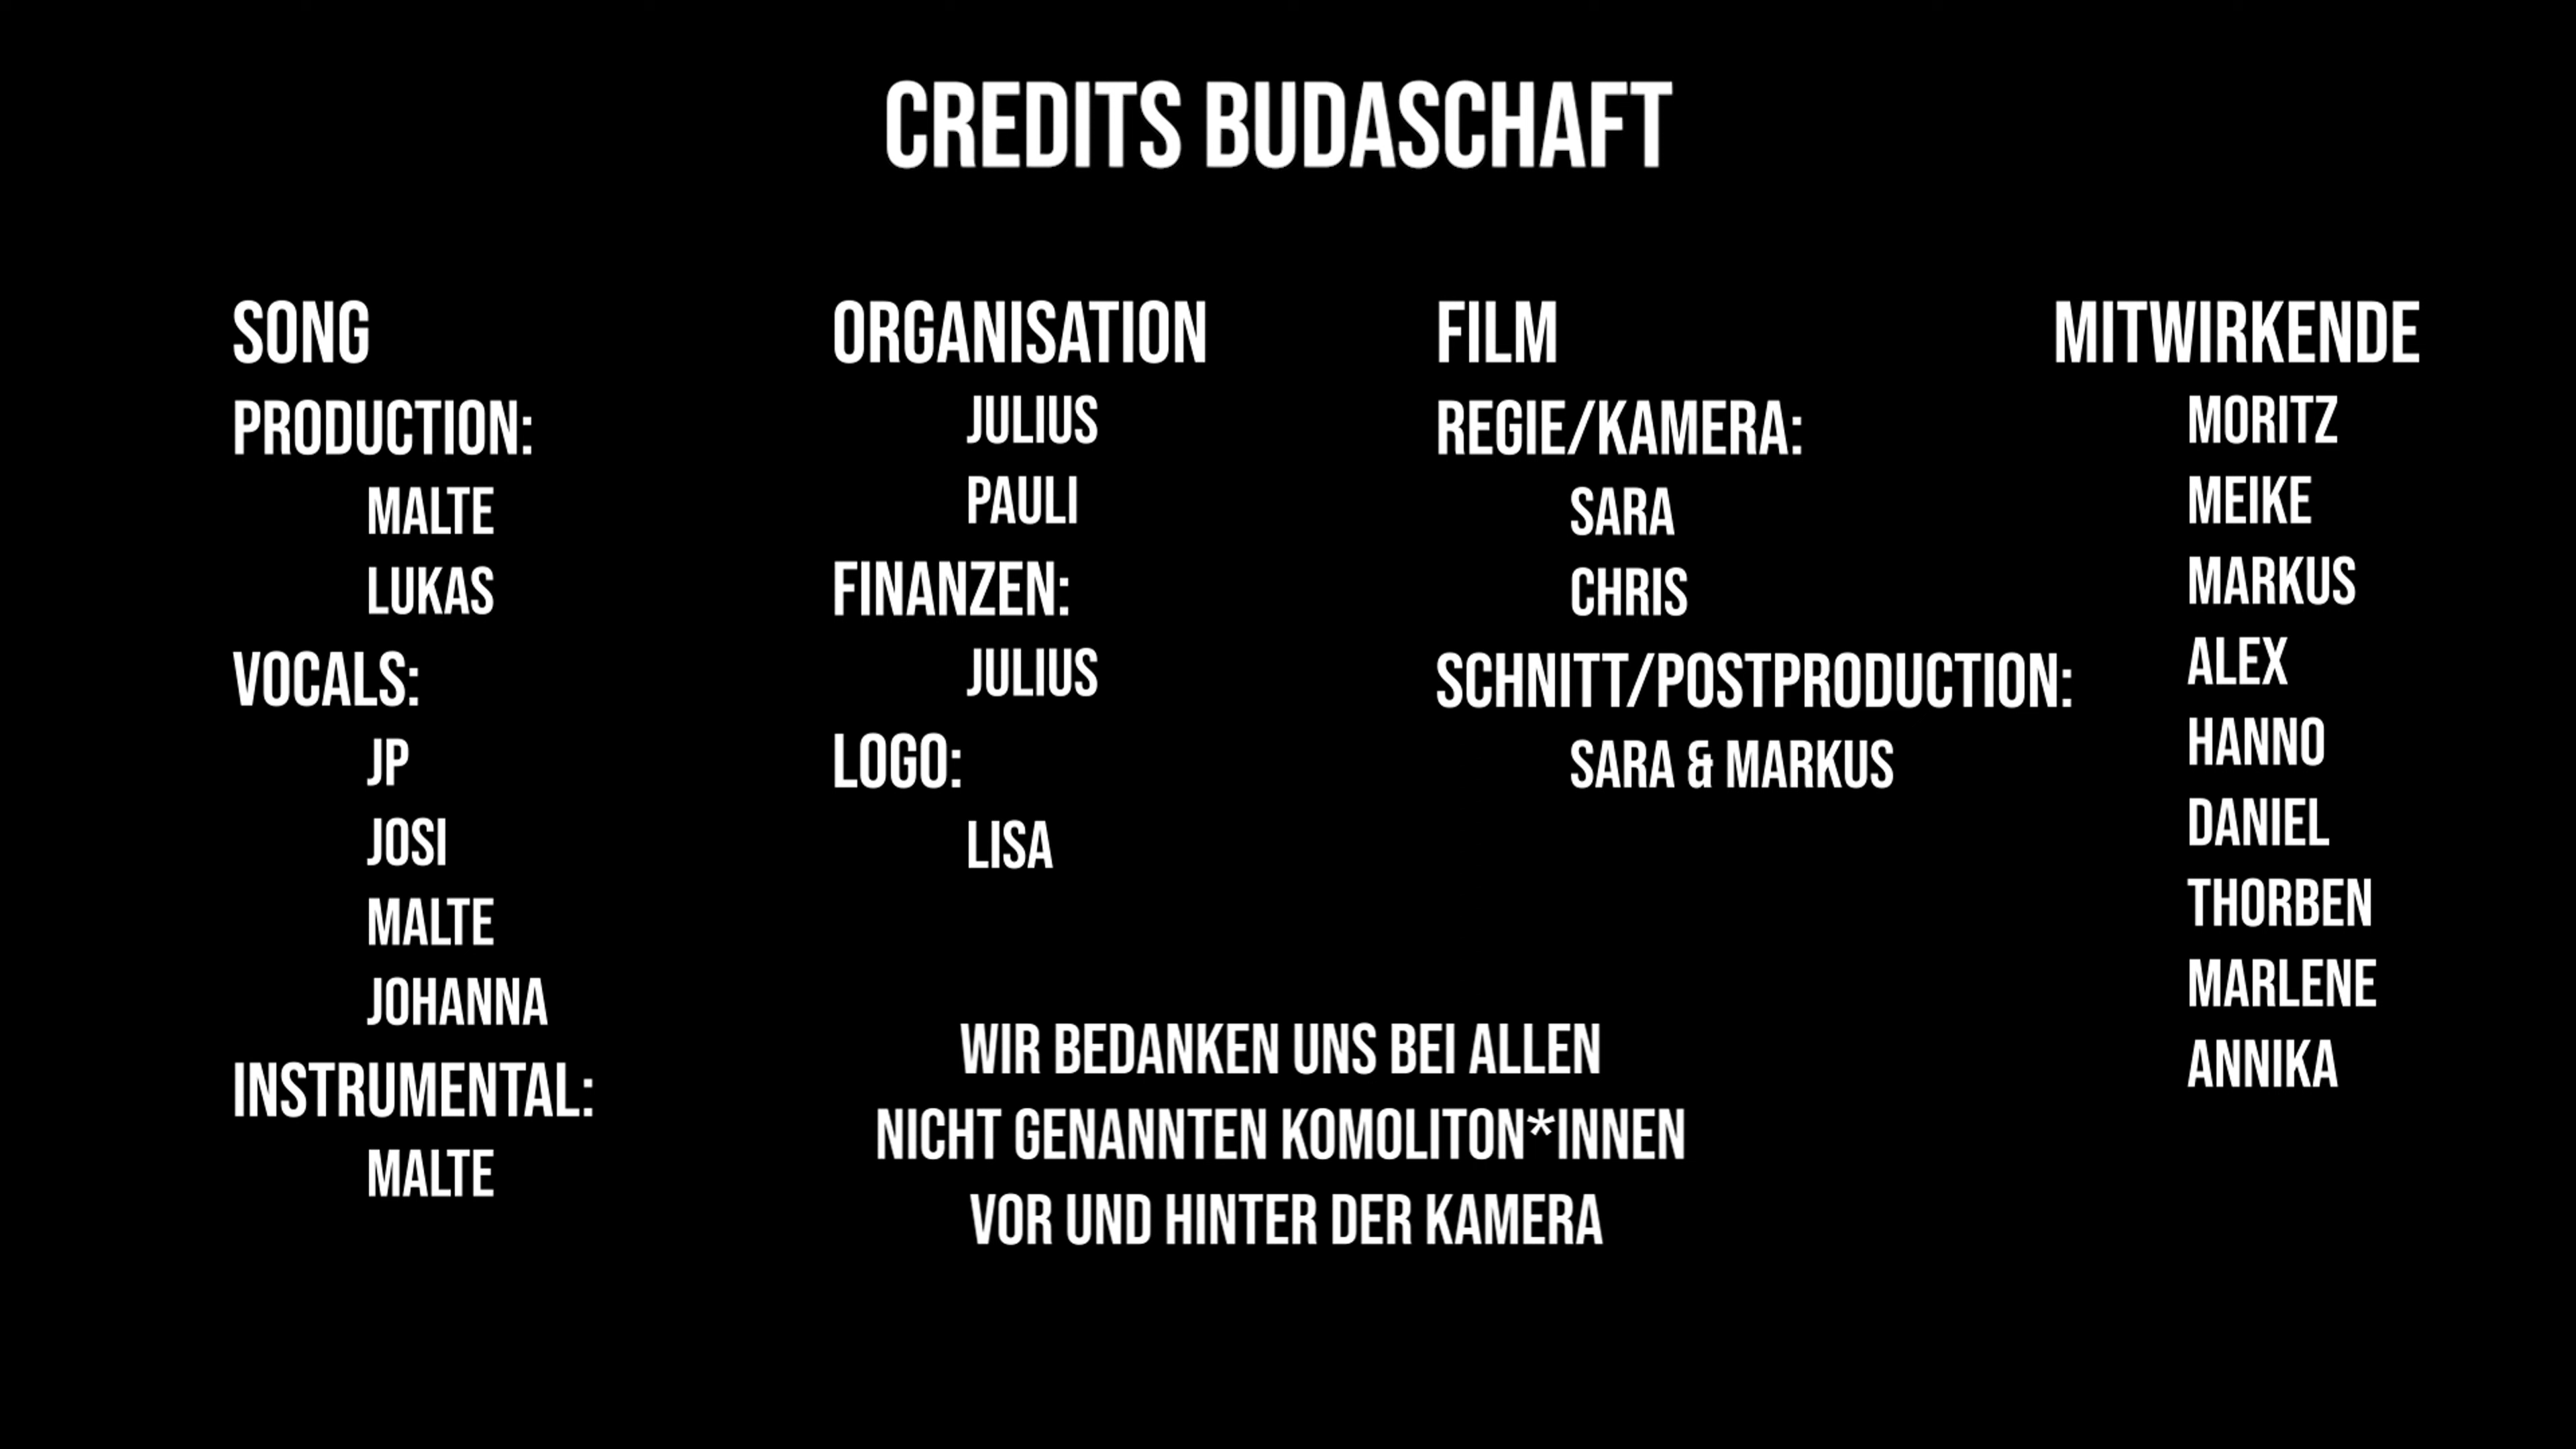 CREDITS BUDASCHAFT
SONG
PRODUCTION:
MALTE
LUKAS
VOCALS:
JP
JOSI
MALTE
JOHANNA
INSTRUMENTAL:
MALTE
ORGANISATION
JULIUS
PAULI
FINANZEN:
JULIUS
LOGO:
LISA
FILM
REGIE/KAMERA:
SARA
CHRIS
SCHNITT/POSTPRODUCTION:
SARA & MARKUS
MITWIRKENDE
MORITZ
MEIKE
MARKUS
ALEX
HANNO
DANIEL
THORBEN
MARLENE
ANNIKA
WIR BEDANKEN UNS BEI ALLEN
NICHT GENANNTEN KOMOLITON*INNEN
VOR UND HINTER DER KAMERA